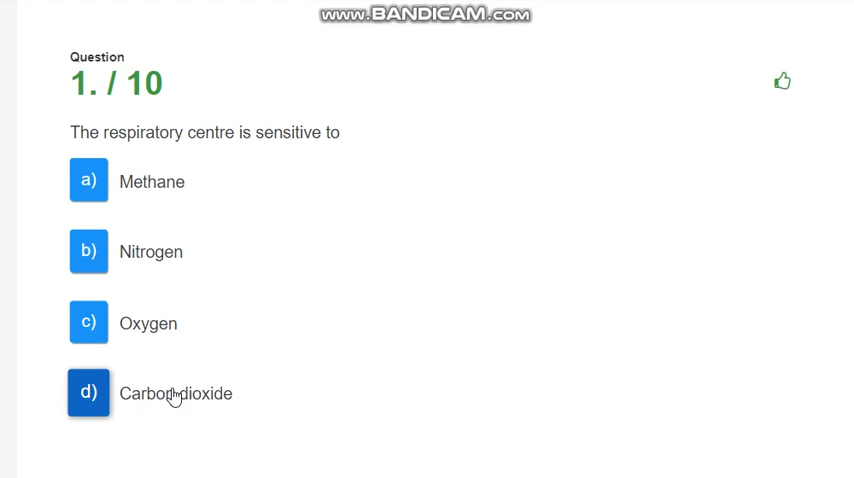 www.BANDICAM.com
Question
1. / 10
The respiratory centre is sensitive to
a) Methane
b) Nitrogen
c) Oxygen
d) Carbon dioxide